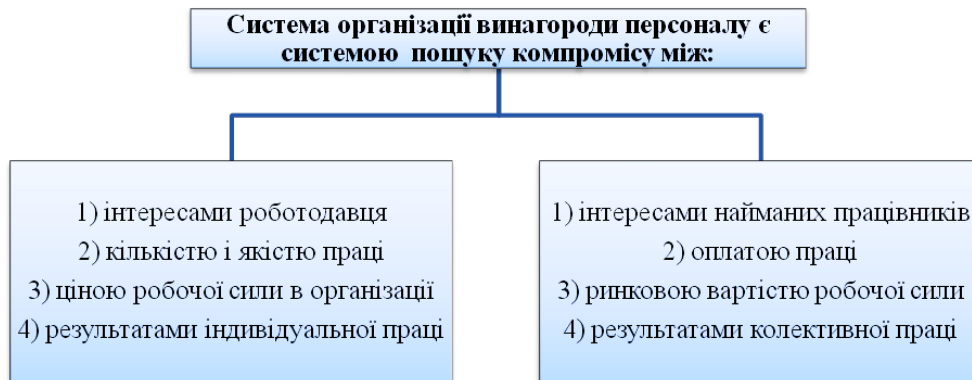 Система організації винагороди персоналу є
системою пошуку компромісу між:
1) інтересами роботодавця
2) кількістю і якістю праці
3) ціною робочої сили в організації
4) результатами індивідуальної праці
1) інтересами найманих працівників
2) оплатою праці
3) ринковою вартістю робочої сили
4) результатами колективної праці